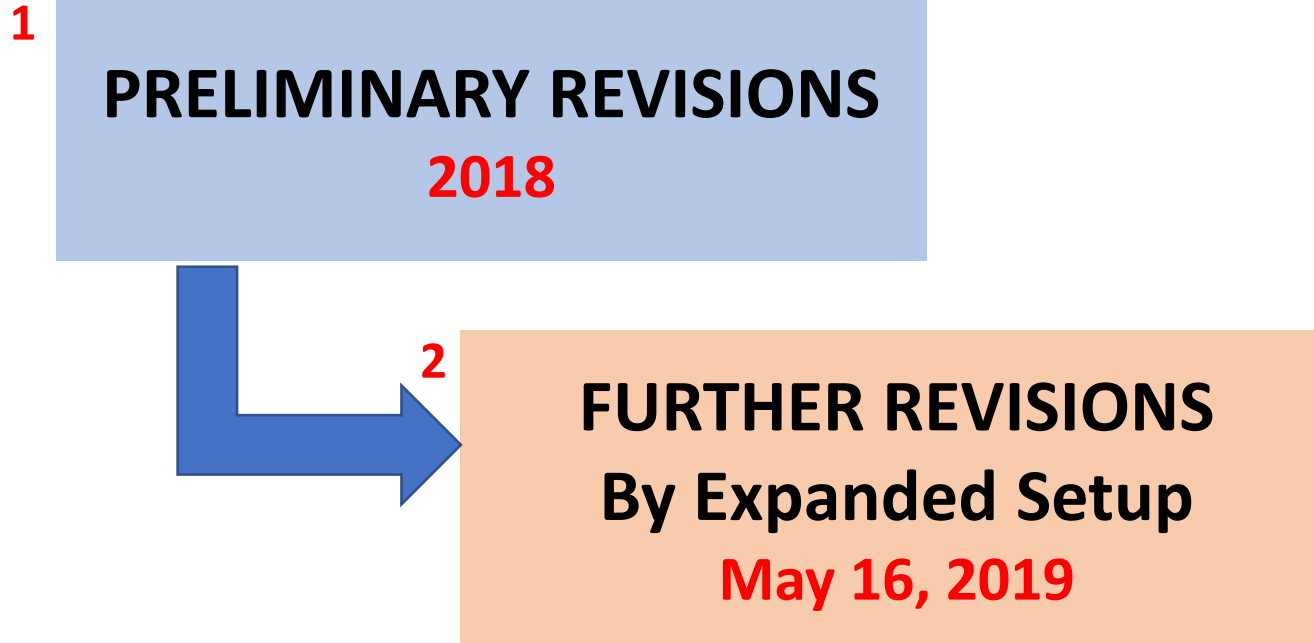 1
PRELIMINARY REVISIONS
2018
2
FURTHER REVISIONS
By Expanded Setup
May 16, 2019